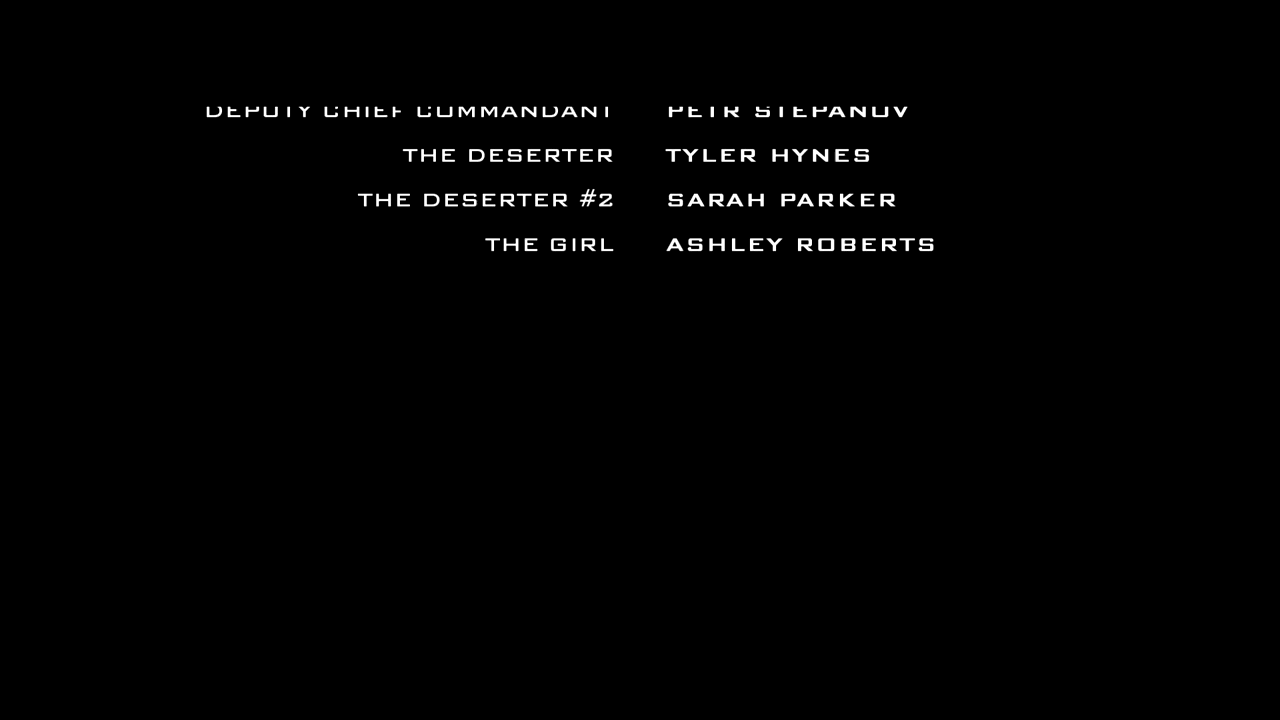 DEPUTY CHIEF COMMANDANT PETR STEPANOV
THE DESERTER TYLER HYNES
THE DESERTER #2 SARAH PARKER
THE GIRL ASHLEY ROBERTS